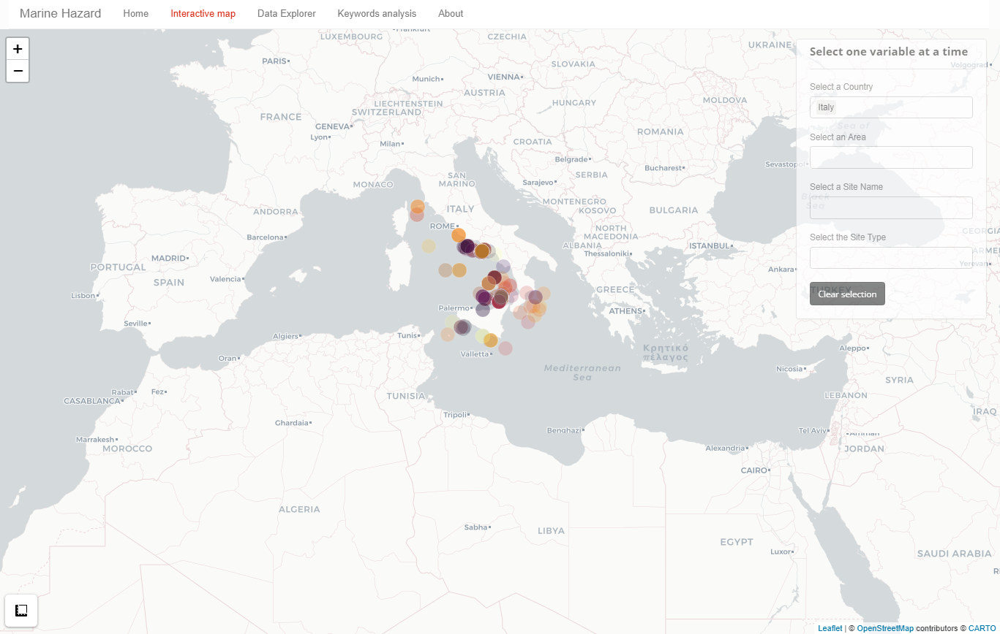 Marine Hazard
Home
Interactive map
Data Explorer
Keywords analysis
About
+
−
Select one variable at a time
Select a Country
Italy
Select an Area
Select a Site Name
Select the Site Type
Clear selection
Frankfurt
LUXEMBOURG
CZECHIA
UKRAINE
PARIS
SLOVAKIA
Volgograd
Munich
VIENNA
AUSTRIA
LIECHTENSTEIN
SWITZERLAND
HUNGARY
MOLDOVA
FRANCE
GENEVA
Lyon
Milan
CROATIA
ROMANIA
Sea of
Belgrade
Sevastopol
Bucharest
SAN
MARINO
SERBIA
Sarajevo
MONACO
Black
Sea
MONTENEGRO
KOSOVO
BULGARIA
ITALY
ANDORRA
ROME
NORTH
MACEDONIA
GEORGIA
Barcelona
ALBANIA
ISTANBUL
Thessaloniki
Yerevan
MADRID
PORTUGAL
SPAIN
Valencia
Ankara
TURKEY
GREECE
Lisbon
Palermo
ATHENS
Seville
Tunis
Algiers
Κρητικό
πέλαγος
Aleppo
Valletta
Oran
Mediterranean
Sea
Nicosia
SYRIA
Rabat
Fez
CASABLANCA
TUNISIA
LEBANON
IRAQ
Tripoli
Ghardaia
Benghazi
Tel Aviv
Amman
Marrakesh
MOROCCO
Alexandria
JORDAN
CAIRO
ALGERIA
Sabha
LIBYA
EGYPT
Luxor
SAUDI ARABIA
Leaflet | © OpenStreetMap contributors © CARTO